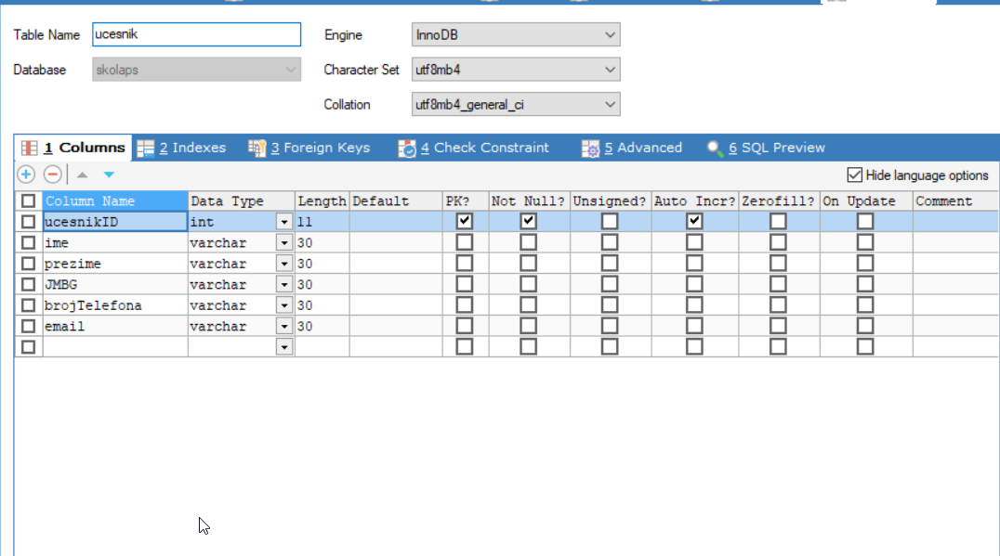 Table Name ucesnik Engine InnoDB
Database skolaps Character Set utf8mb4
Collation utf8mb4_general_ci
1 Columns 2 Indexes 3 Foreign Keys 4 Check Constraint 5 Advanced 6 SQL Preview
Hide language options
Column Name Data Type Length Default PK? Not Null? Unsigned? Auto Incr? Zerofill? On Update Comment
ucesnikID int 11
ime varchar 30
prezime varchar 30
JMBG varchar 30
brojTelefona varchar 30
email varchar 30